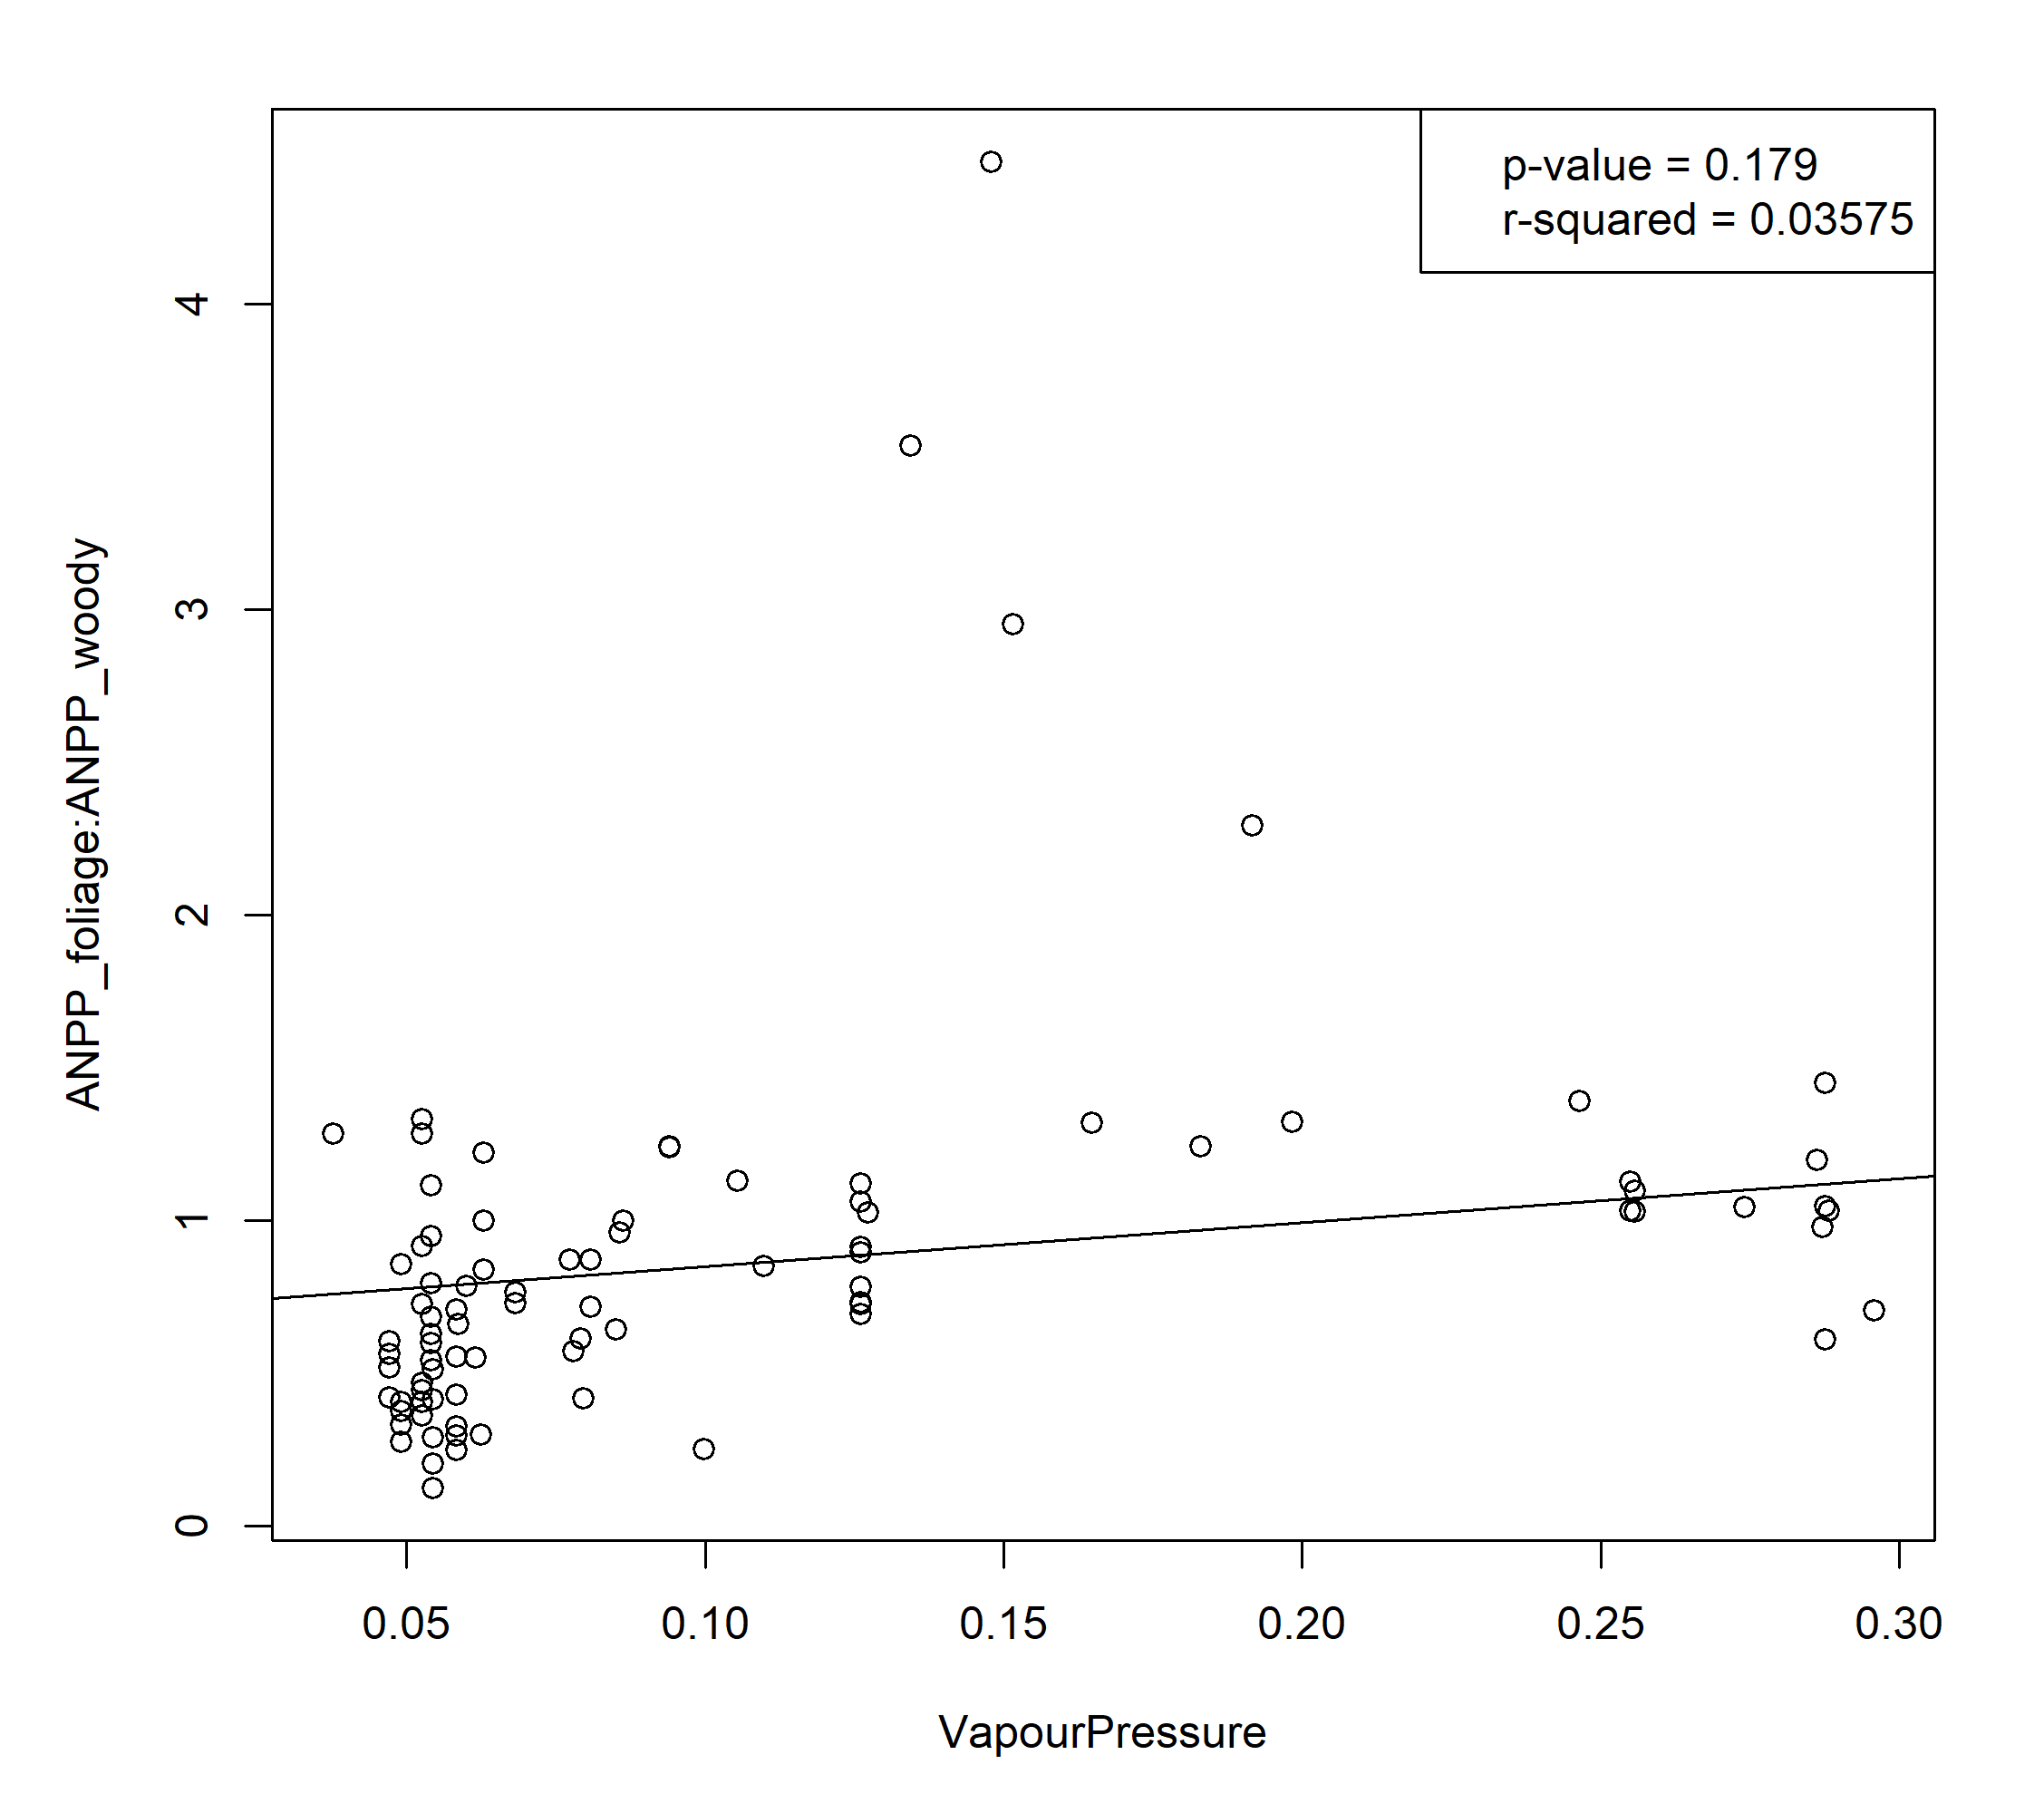 p-value = 0.179
r-squared = 0.03575
ANPP_foliage:ANPP_woody
4
3
2
1
0
0.05 0.10 0.15 0.20 0.25 0.30
VapourPressure